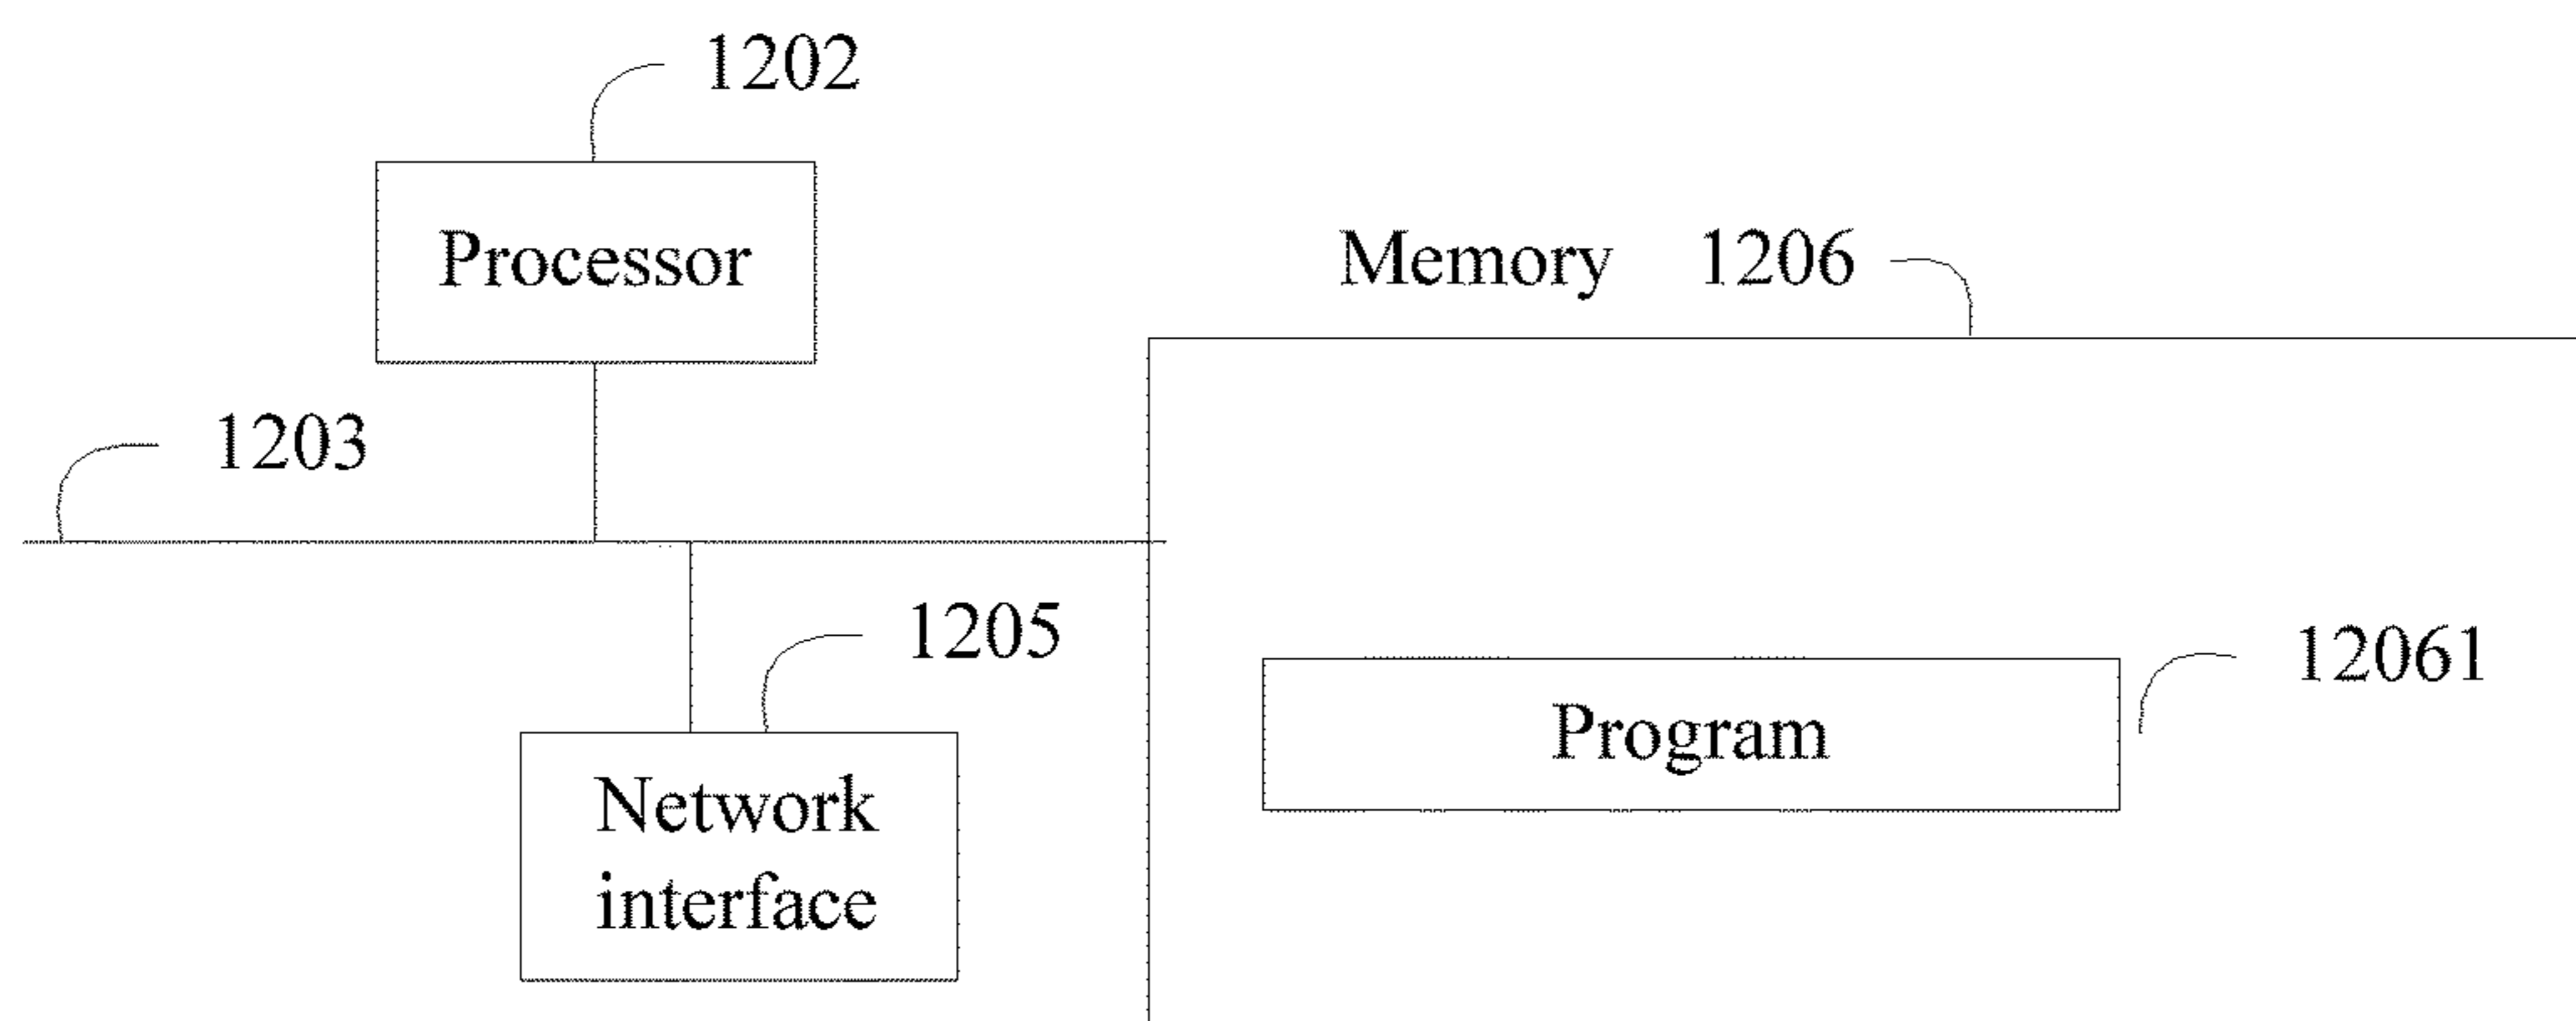 1202
Processor
Memory 1206
1203
1205
12061
Program
Network
interface